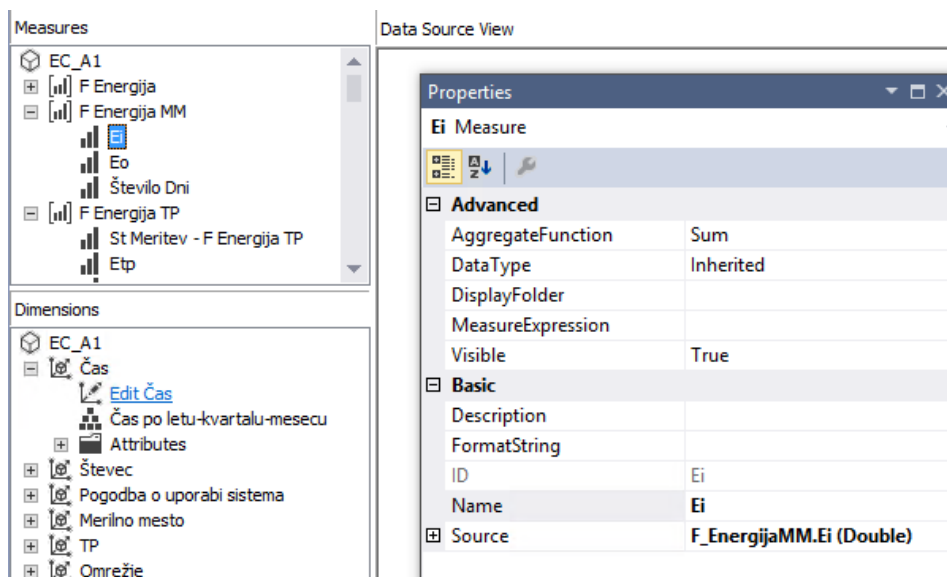 Measures
EC_A1
F Energija
F Energija MM
Ei
Eo
Število Dni
F Energija TP
St Meritev - F Energija TP
Etp
Dimensions
EC_A1
Čas
Edit Čas
Čas po letu-kvartalu-mesecu
Attributes
Števec
Pogodba o uporabi sistema
Merilno mesto
TP
Omrežje
Data Source View
Properties
Ei Measure
Advanced
AggregateFunction Sum
DataType Inherited
DisplayFolder
MeasureExpression
Visible True
Basic
Description
FormatString
ID Ei
Name Ei
Source F_EnergijaMM.Ei (Double)